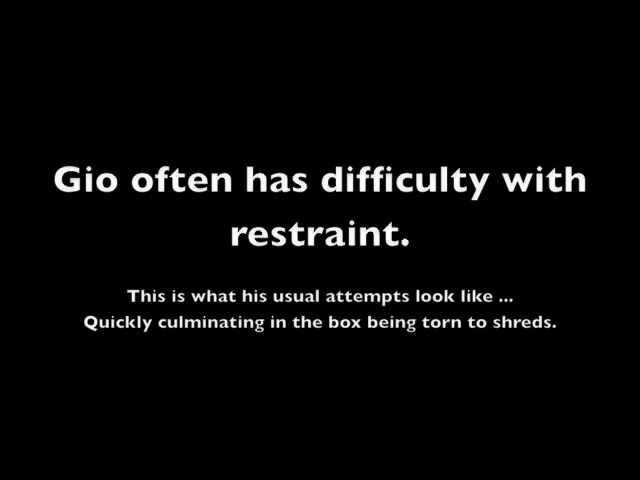 Gio often has difficulty with
restraint.
This is what his usual attempts look like ...
Quickly culminating in the box being torn to shreds.